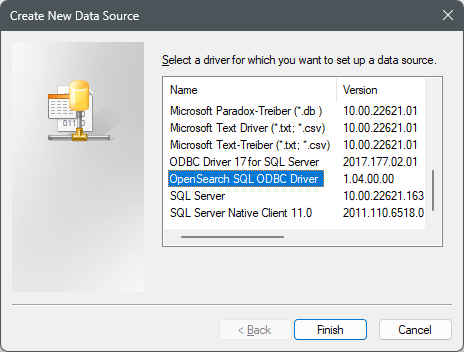 Create New Data Source
Select a driver for which you want to set up a data source.
Name Version
Microsoft Paradox-Treiber (*.db ) 10.00.22621.01
Microsoft Text Driver (*.txt; *.csv) 10.00.22621.01
Microsoft Text-Treiber (*.txt; *.csv) 10.00.22621.01
ODBC Driver 17 for SQL Server 2017.177.02.01
OpenSearch SQL ODBC Driver 1.04.00.00
SQL Server 10.00.22621.163
SQL Server Native Client 11.0 2011.110.6518.0
< Back Finish Cancel